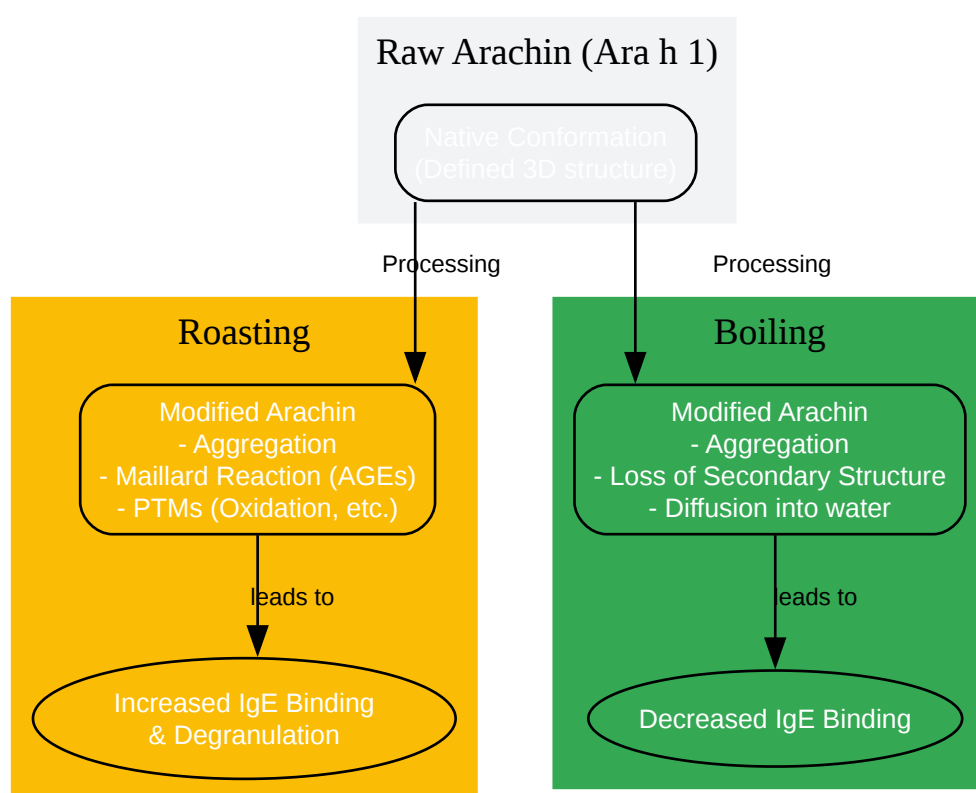 Raw Arachin (Ara h 1)
Native Conformation
(Defined 3D structure)
Processing
Processing
Roasting
Modified Arachin
- Aggregation
- Maillard Reaction (AGEs)
- PTMs (Oxidation, etc.)
leads to
Increased IgE Binding
& Degranulation
Boiling
Modified Arachin
- Aggregation
- Loss of Secondary Structure
- Diffusion into water
leads to
Decreased IgE Binding